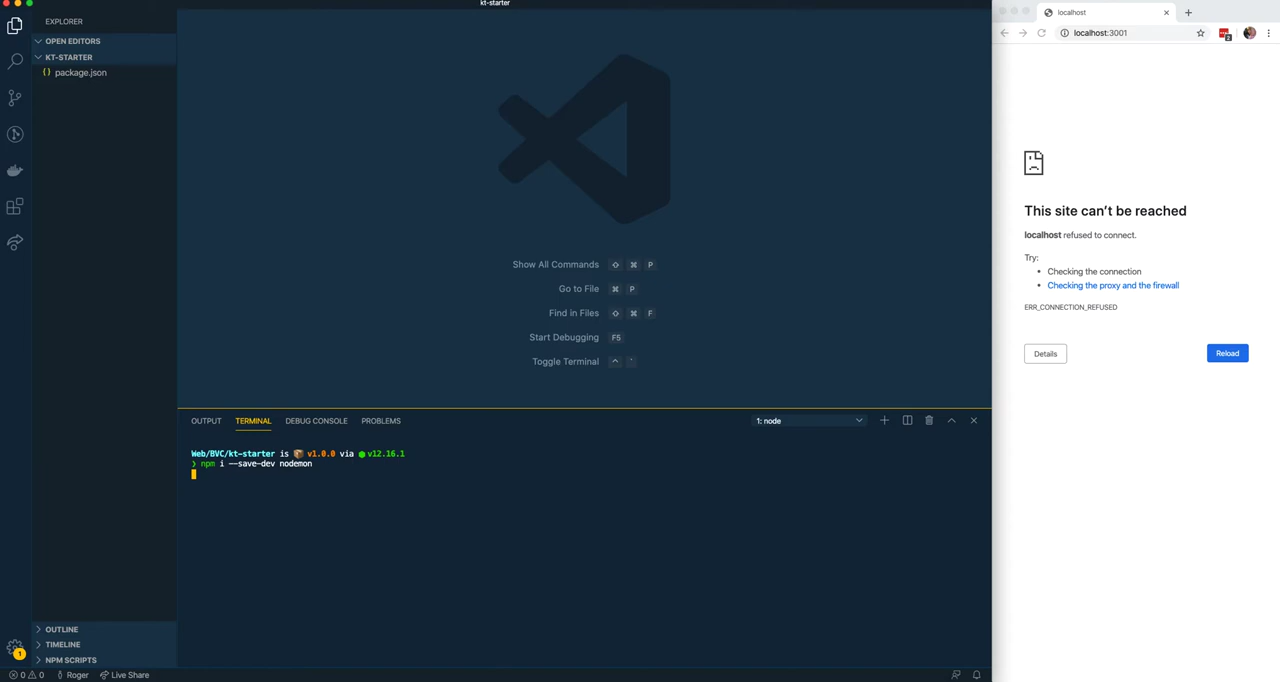 kt-starter
EXPLORER
OPEN EDITORS
KT-STARTER
{} package.json
Show All Commands ⇧ ⌘ P
Go to File ⌘ P
Find in Files ⇧ ⌘ F
Start Debugging F5
Toggle Terminal ^ `
OUTPUT TERMINAL DEBUG CONSOLE PROBLEMS
1: node
Web/BVC/kt-starter is 📦 v1.0.0 via ⬢ v12.16.1
❯ npm i --save-dev nodemon
OUTLINE
TIMELINE
NPM SCRIPTS
1
0 0 Roger Live Share
localhost
localhost:3001
2
This site can't be reached
localhost refused to connect.
Try:
• Checking the connection
• Checking the proxy and the firewall
ERR_CONNECTION_REFUSED
Details
Reload